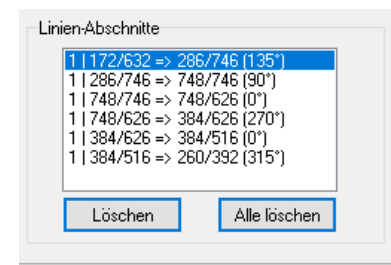 Linien-Abschnitte
1 | 172/632 => 286/746 (135°)
1 | 286/746 => 748/746 (90°)
1 | 748/746 => 748/626 (0°)
1 | 748/626 => 384/626 (270°)
1 | 384/626 => 384/516 (0°)
1 | 384/516 => 260/392 (315°)
Löschen Alle löschen